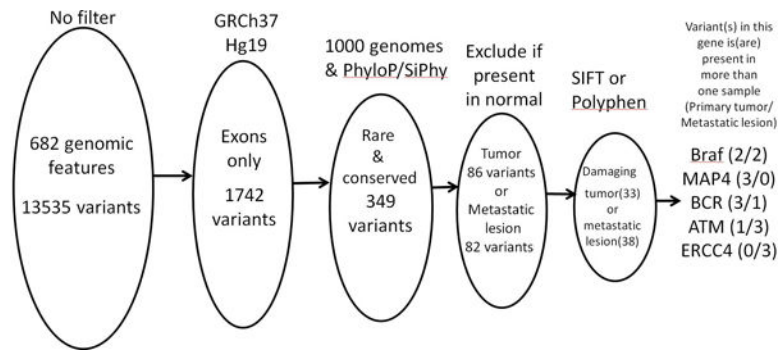 No filter
682 genomic
features
13535 variants
GRCh37
Hg19
Exons
only
1742
variants
1000 genomes
& PhyloP/SiPhy
Rare
&
conserved
349
variants
Exclude if
present
in normal
Tumor
86 variants
or
Metastatic
lesion
82 variants
SIFT or
Polyphen
Damaging
tumor(33)
or
metastatic
lesion(38)
Variant(s) in this
gene is(are)
present in
more than
one sample
(Primary tumor/
Metastatic lesion)
Braf (2/2)
MAP4 (3/0)
BCR (3/1)
ATM (1/3)
ERCC4 (0/3)